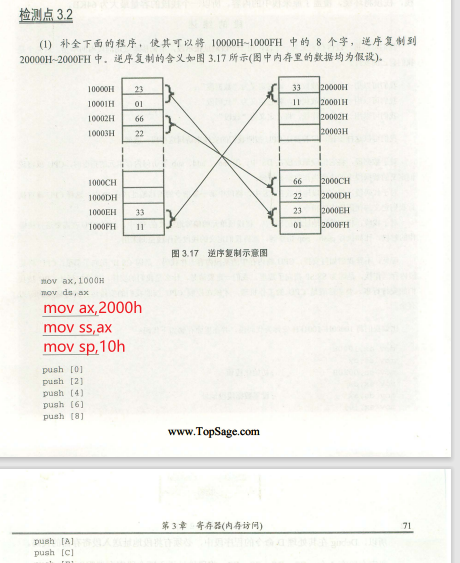 检测点 3.2
(1) 补全下面的程序，使其可以将 10000H~1000FH 中的 8 个字，逆序复制到
20000H~2000FH 中。逆序复制的含义如图 3.17 所示(图中内存里的数据均为假设)。
10000H 23
10001H 01
10002H 66
10003H 22
1000CH
1000DH
1000EH 33
1000FH 11
33 20000H
11 20001H
20002H
20003H
66 2000CH
22 2000DH
23 2000EH
01 2000FH
图 3.17 逆序复制示意图
mov ax,1000H
mov ds,ax
mov ax,2000h
mov ss,ax
mov sp,10h
push [0]
push [2]
push [4]
push [6]
push [8]
www.TopSage.com
第 3 章 寄存器(内存访问) 71
push [A]
push [C]